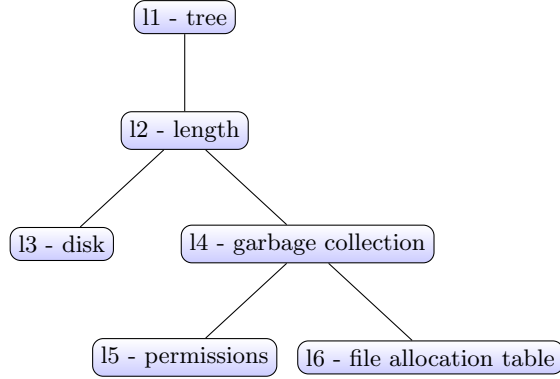 l1 - tree
l2 - length
l3 - disk
l4 - garbage collection
l5 - permissions
l6 - file allocation table